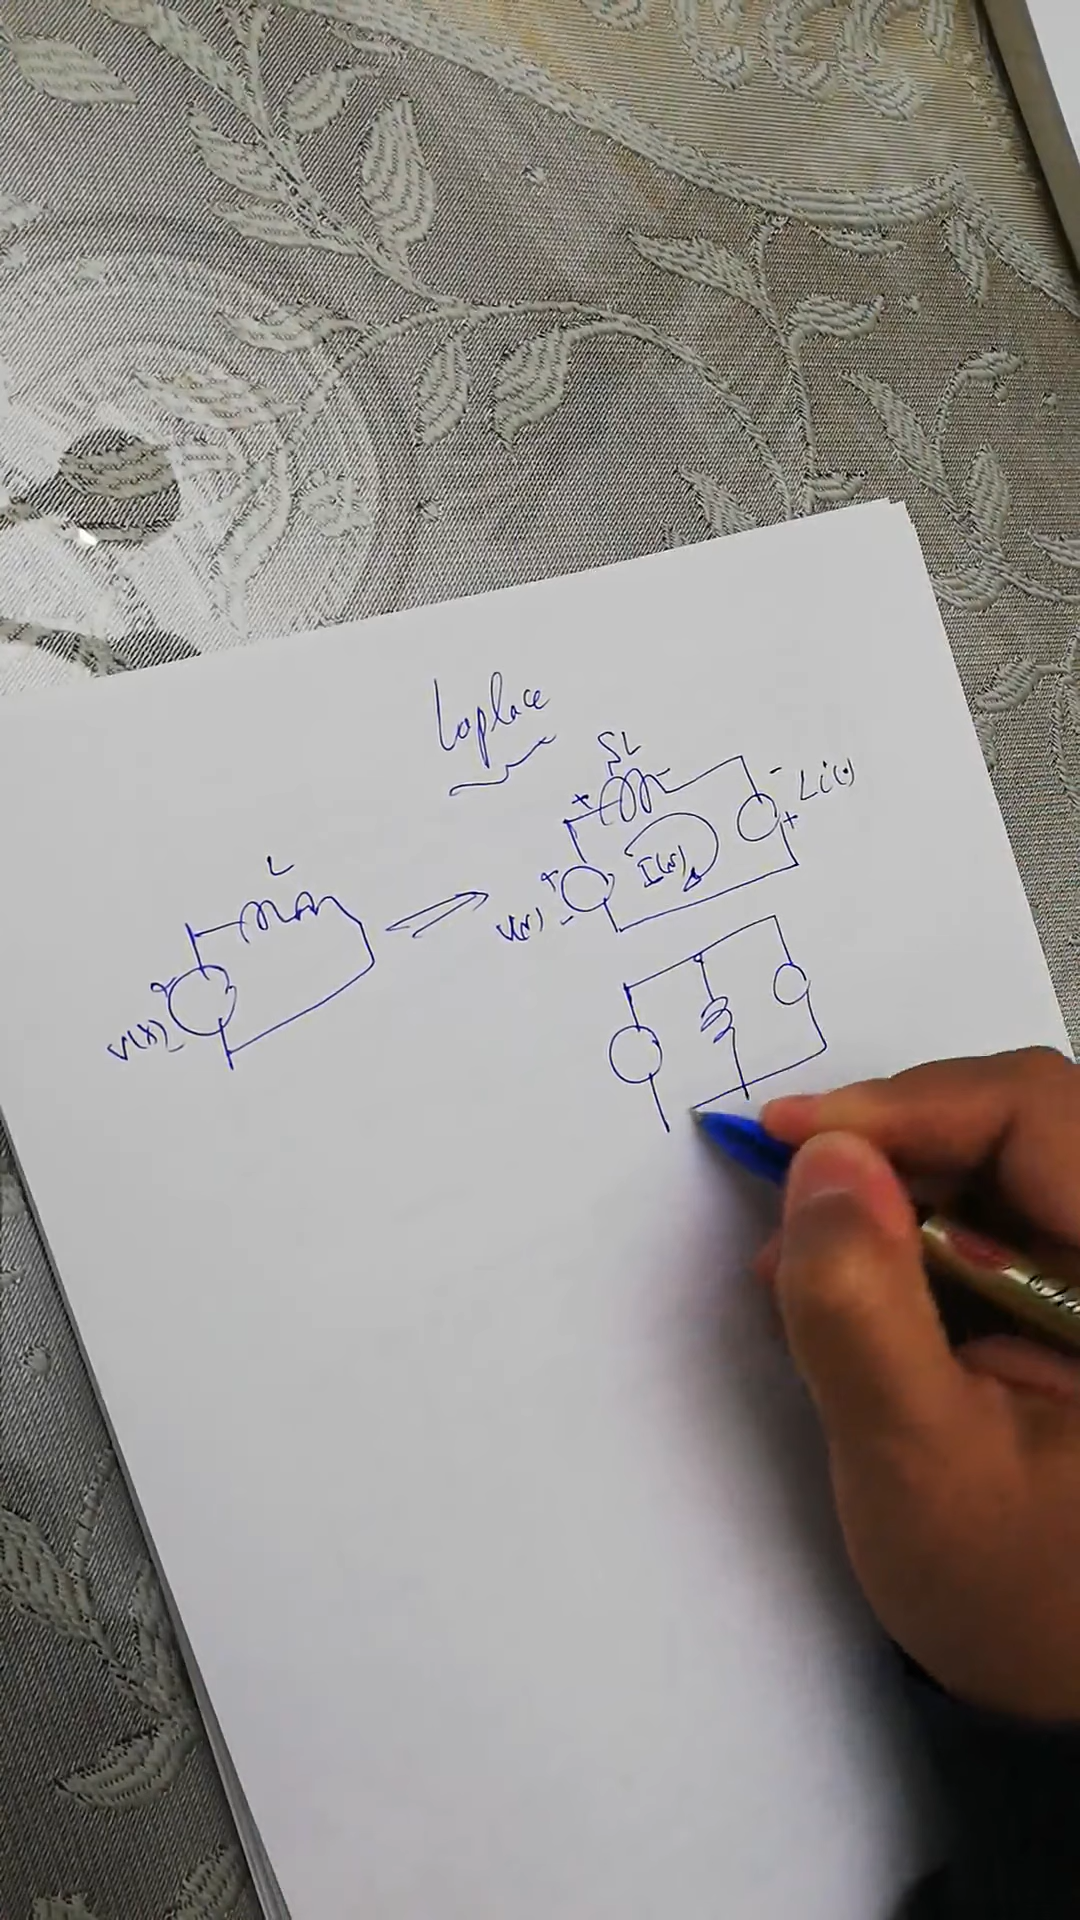 Laplace
SL
+ -
- Li(0)
+
I(s)
+
V(s) -
L
V(t) -